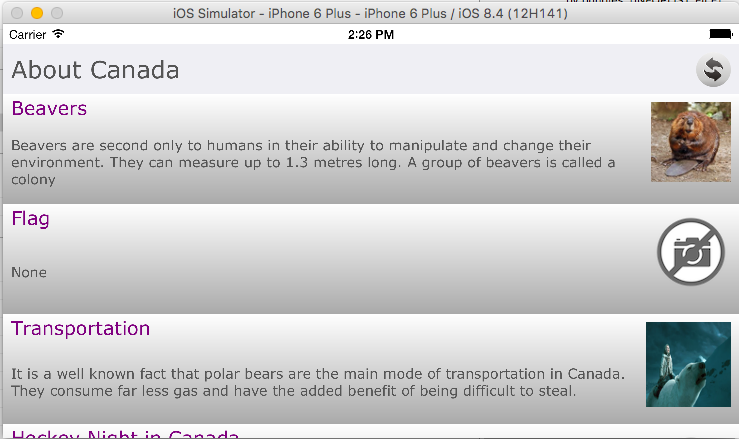 iOS Simulator - iPhone 6 Plus - iPhone 6 Plus / iOS 8.4 (12H141)
Carrier
2:26 PM
About Canada
Beavers
Beavers are second only to humans in their ability to manipulate and change their
environment. They can measure up to 1.3 metres long. A group of beavers is called a
colony
Flag
None
Transportation
It is a well known fact that polar bears are the main mode of transportation in Canada.
They consume far less gas and have the added benefit of being difficult to steal.
Hockey Night in Canada